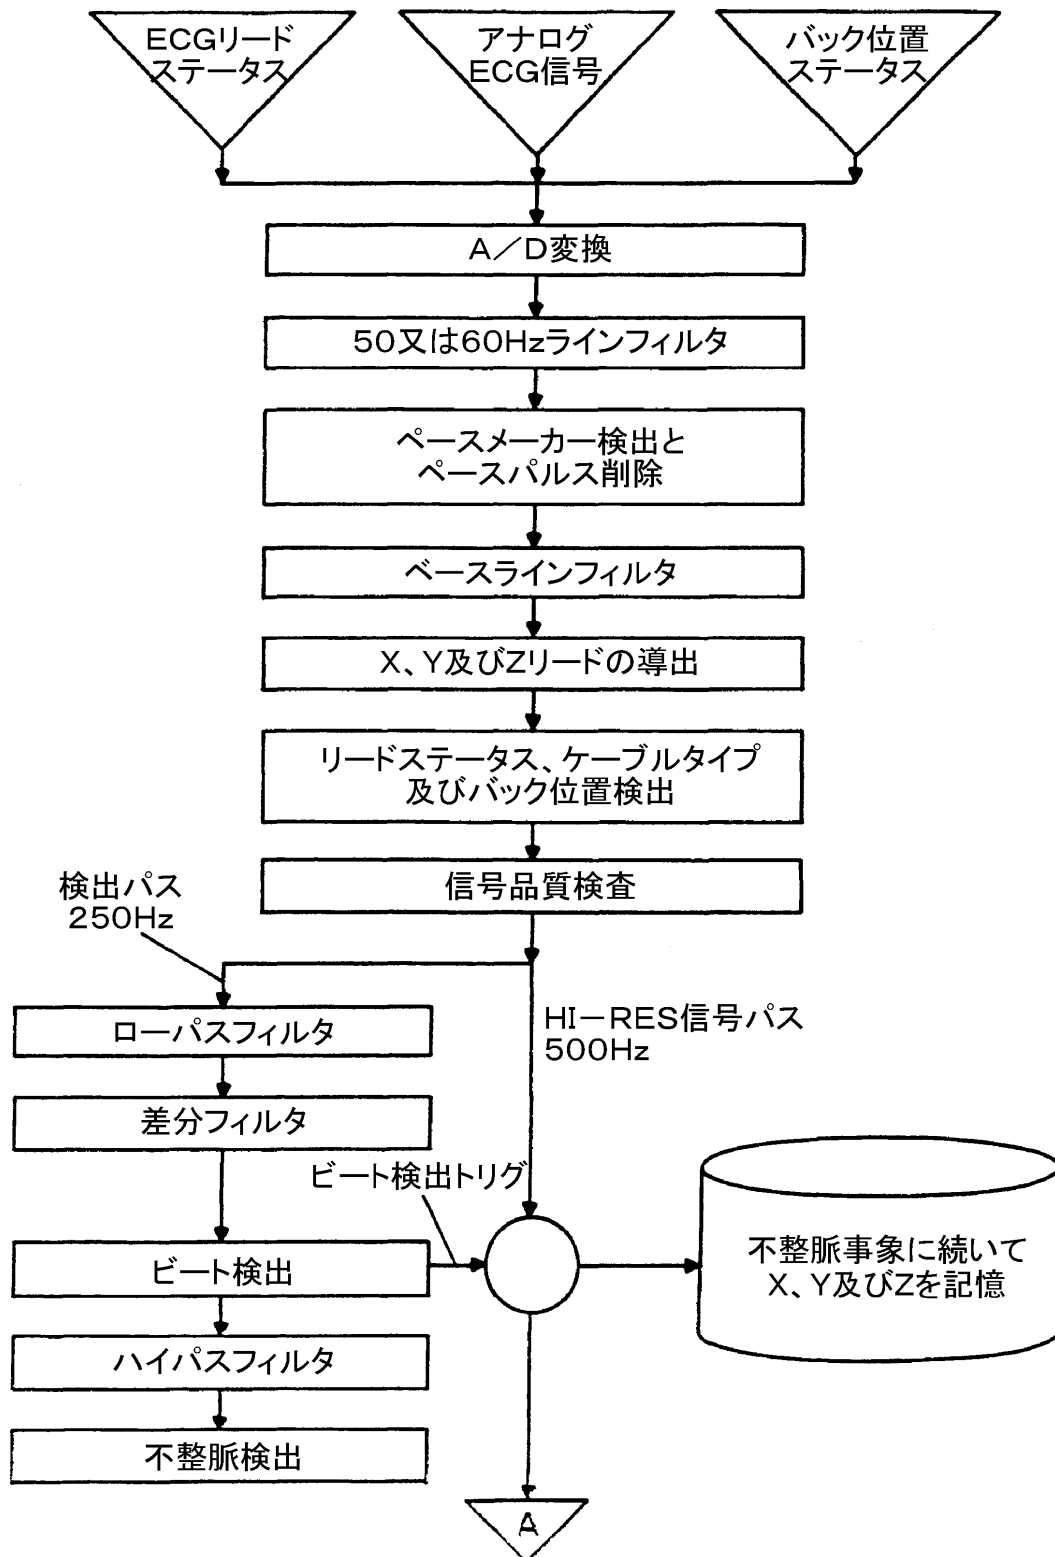 ECGリード
ステータス
アナログ
ECG信号
バック位置
ステータス
A/D変換
50又は60Hzラインフィルタ
ペースメーカー検出と
ペースパルス削除
ベースラインフィルタ
X、Y及びZリードの導出
リードステータス、ケーブルタイプ
及びバック位置検出
信号品質検査
検出パス
250Hz
HI-RES信号パス
500Hz
ローパスフィルタ
差分フィルタ
ビート検出トリグ
ビート検出
不整脈事象に続いて
X、Y及びZを記憶
ハイパスフィルタ
不整脈検出
A